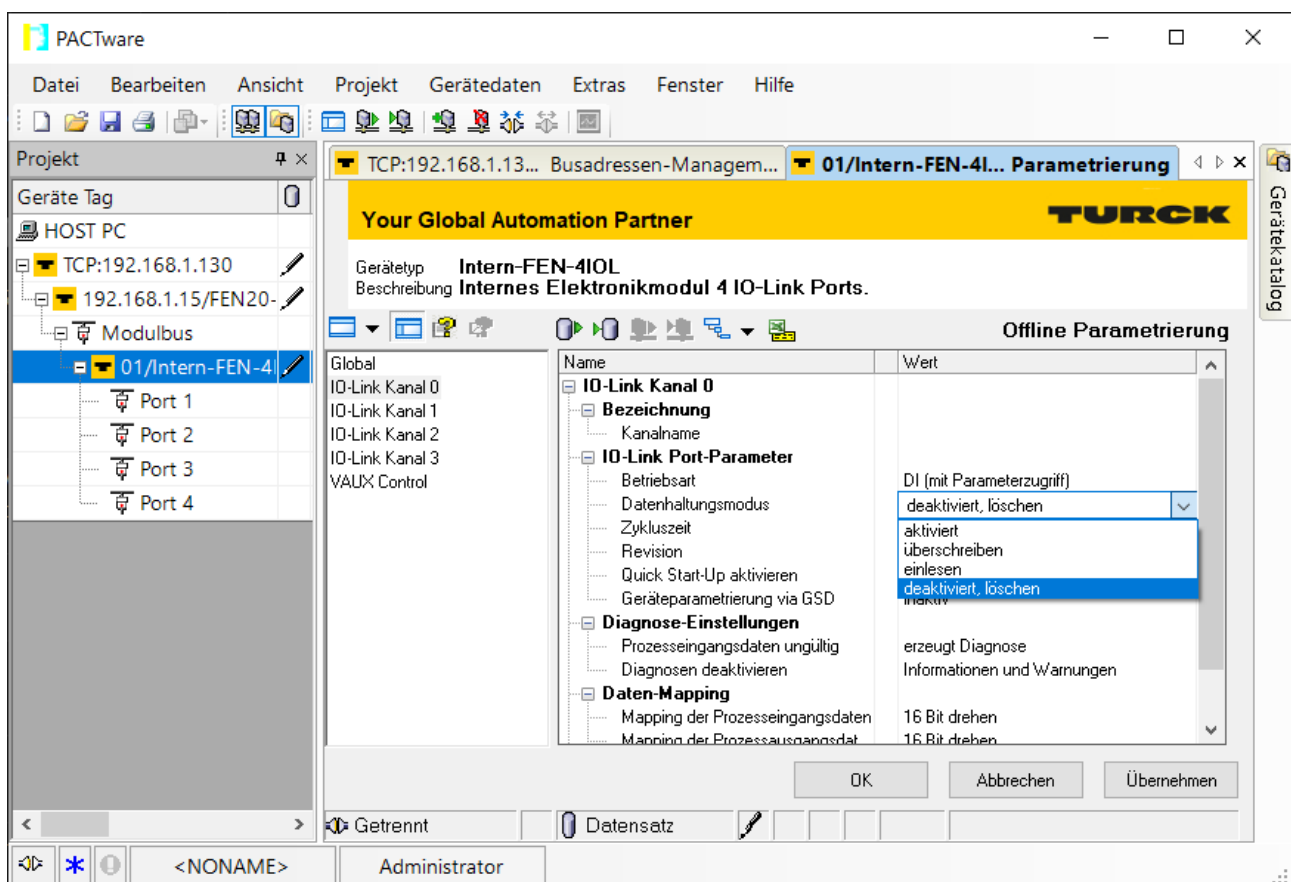 PACTware
Datei Bearbeiten Ansicht Projekt Gerätedaten Extras Fenster Hilfe
Projekt
Geräte Tag
HOST PC
TCP:192.168.1.130
192.168.1.15/FEN20-
Modulbus
01/Intern-FEN-4I
Port 1
Port 2
Port 3
Port 4
TCP:192.168.1.13... Busadressen-Managem...
01/Intern-FEN-4I... Parametrierung
Your Global Automation Partner
TURCK
Gerätetyp Intern-FEN-4IOL
Beschreibung Internes Elektronikmodul 4 IO-Link Ports.
Offline Parametrierung
Global
IO-Link Kanal 0
IO-Link Kanal 1
IO-Link Kanal 2
IO-Link Kanal 3
VAUX Control
Name Wert
IO-Link Kanal 0
Bezeichnung
Kanalname
IO-Link Port-Parameter
Betriebsart DI (mit Parameterzugriff)
Datenhaltungsmodus deaktiviert, löschen
Zykluszeit
Revision
Quick Start-Up aktivieren
Geräteparametrierung via GSD inaktiv
aktiviert
überschreiben
einlesen
deaktiviert, löschen
Diagnose-Einstellungen
Prozesseingangsdaten ungültig erzeugt Diagnose
Diagnosen deaktivieren Informationen und Warnungen
Daten-Mapping
Mapping der Prozesseingangsdaten 16 Bit drehen
Mapping der Prozessausgangsdat 16 Bit drehen
OK Abbrechen Übernehmen
Getrennt Datensatz
<NONAME> Administrator
Gerätekatalog